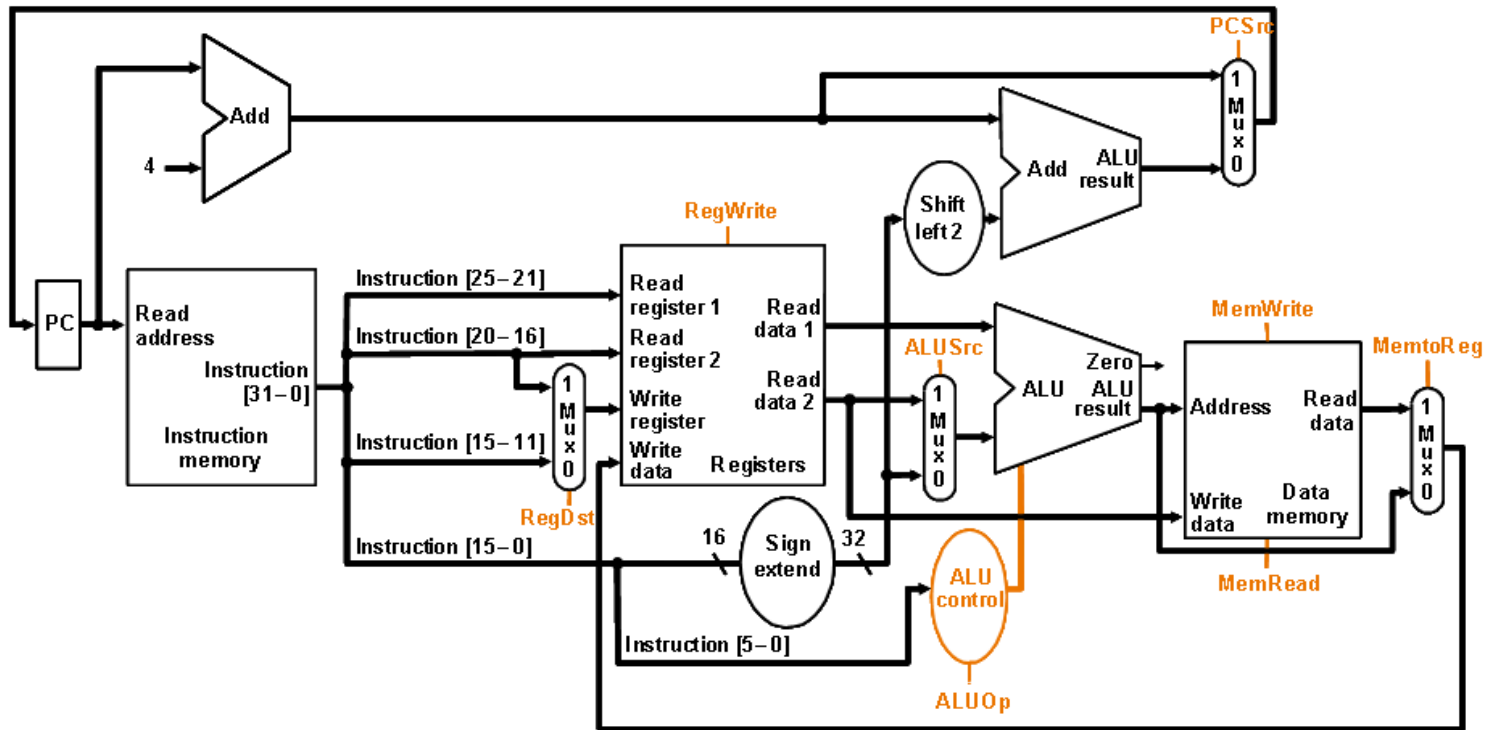 PCSrc
1
M
u
x
0
Add
4
Add
ALU
result
Shift
left 2
RegWrite
Instruction [25–21]
Read
register 1
Read
data 1
PC
Read
address
Instruction
[31–0]
Instruction
memory
Instruction [20–16]
Read
register 2
Read
data 2
1
M
u
x
0
Write
register
Instruction [15–11]
Write
data
Registers
RegDst
ALUSrc
1
M
u
x
0
Zero
ALU
ALU
result
MemWrite
Address
Read
data
Write
data
Data
memory
MemRead
MemtoReg
1
M
u
x
0
Instruction [15–0]
16
Sign
extend
32
ALU
control
Instruction [5–0]
ALUOp